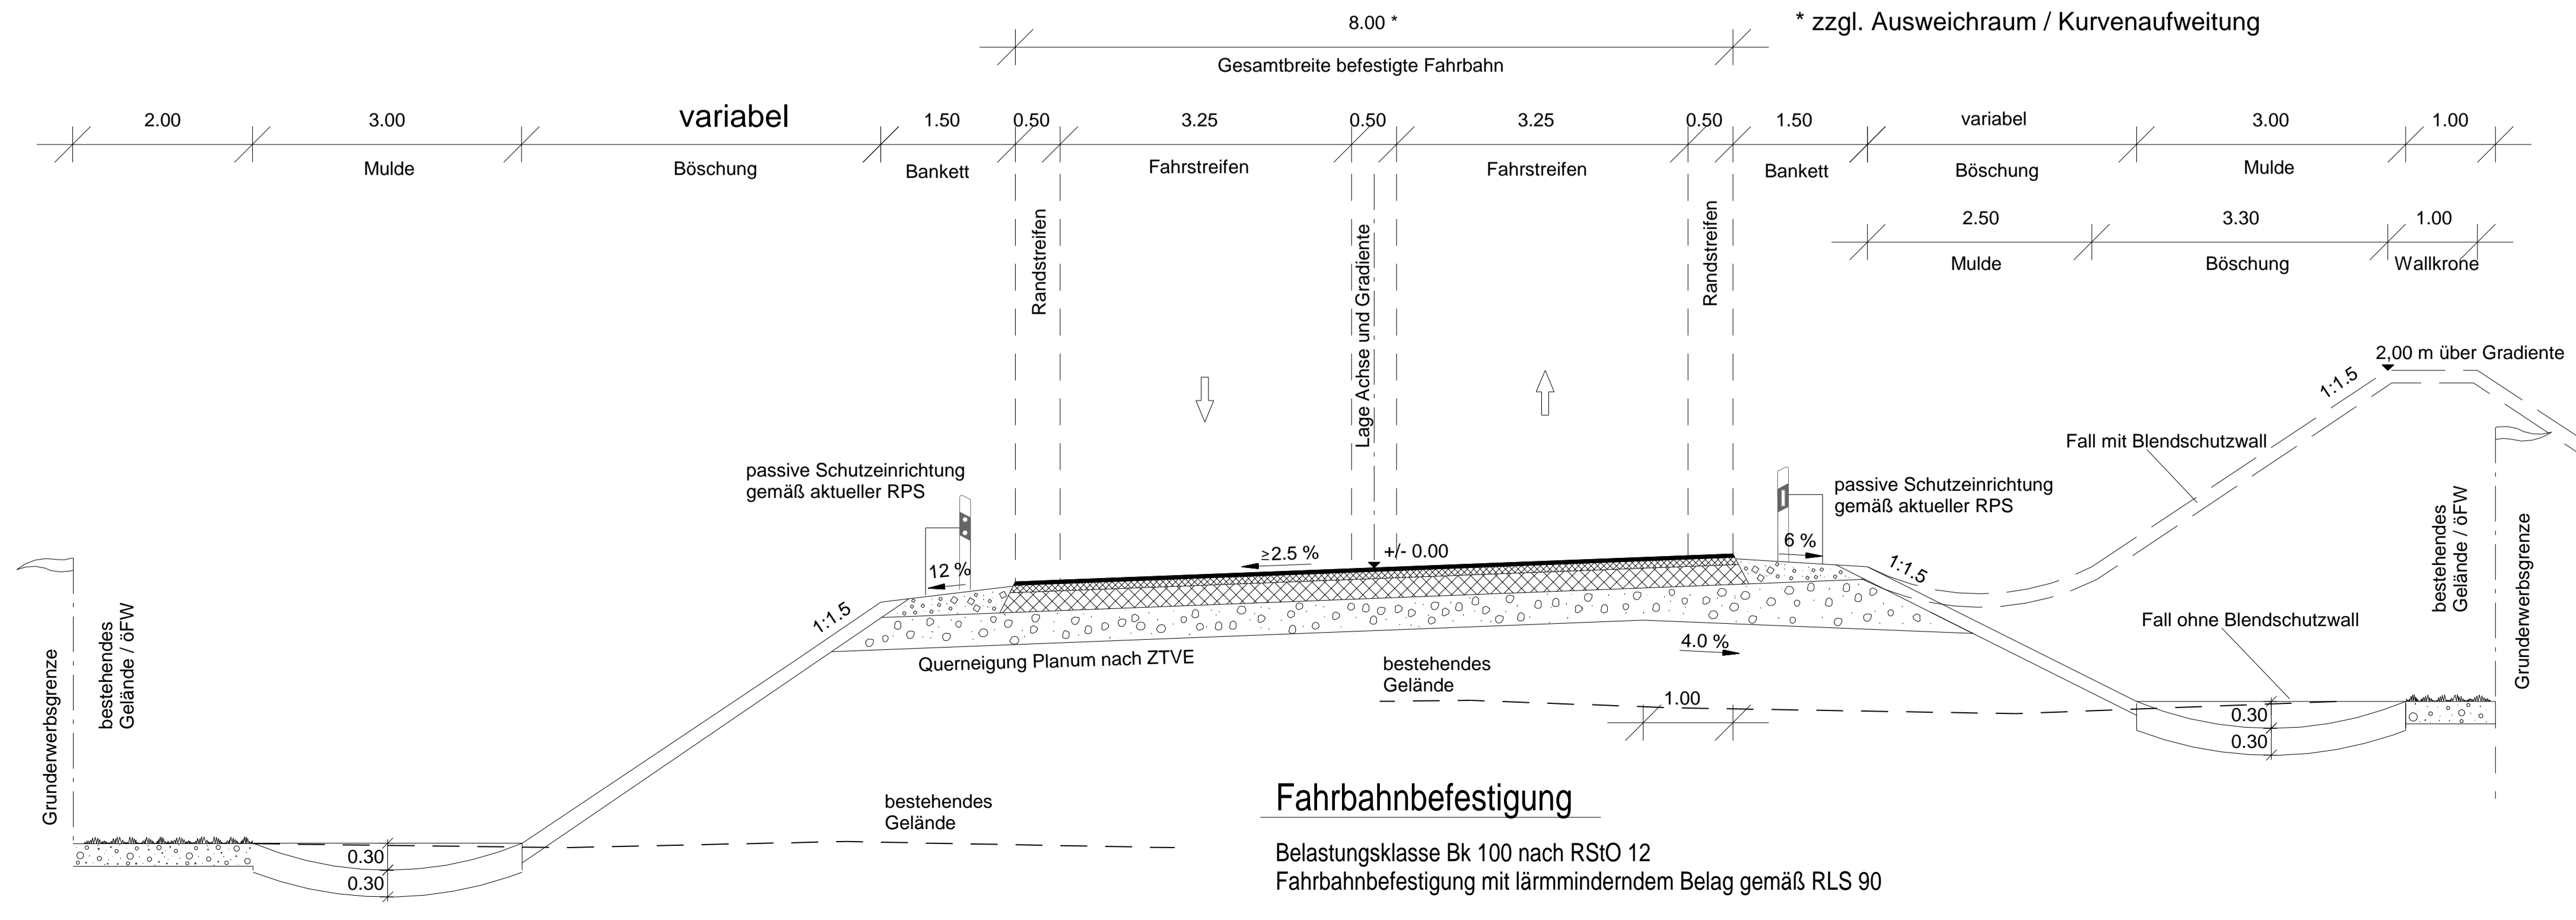 8.00 *
* zzgl. Ausweichraum / Kurvenaufweitung
Gesamtbreite befestigte Fahrbahn
2.00
3.00
variabel
1.50
0.50
3.25
0.50
3.25
0.50
1.50
variabel
3.00
1.00
Mulde
Böschung
Bankett
Fahrstreifen
Fahrstreifen
Bankett
Böschung
Mulde
Randstreifen
Lage Achse und Gradiente
Randstreifen
2.50
3.30
1.00
Mulde
Böschung
Wallkrone
2,00 m über Gradiente
1:1.5
Fall mit Blendschutzwall
passive Schutzeinrichtung
gemäß aktueller RPS
passive Schutzeinrichtung
gemäß aktueller RPS
12 %
≥2.5 %
+/- 0.00
6 %
1:1.5
1:1.5
bestehendes
Gelände / öFW
Grunderwerbsgrenze
bestehendes
Gelände / öFW
Grunderwerbsgrenze
Fall ohne Blendschutzwall
Querneigung Planum nach ZTVE
4.0 %
bestehendes
Gelände
1.00
0.30
0.30
bestehendes
Gelände
0.30
0.30
Fahrbahnbefestigung
Belastungsklasse Bk 100 nach RStO 12
Fahrbahnbefestigung mit lärmminderndem Belag gemäß RLS 90